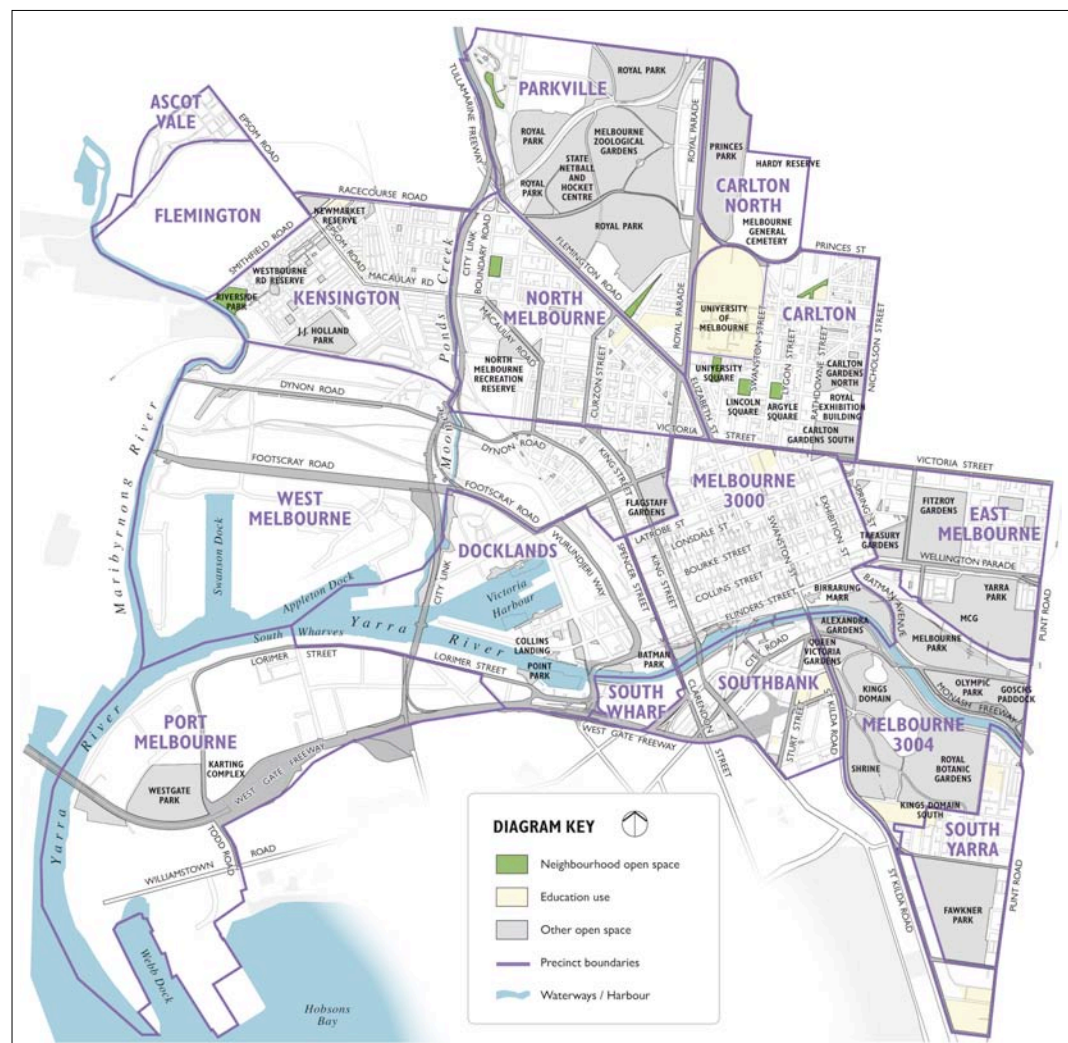 ROYAL PARK
PARKVILLE
TULLAMARINE FREEWAY
ASCOT
VALE
EPSOM ROAD
ROYAL
PARK
MELBOURNE
ZOOLOGICAL
GARDENS
ROYAL PARADE
PRINCES
PARK
STATE
NETBALL
AND
HOCKET
CENTRE
HARDY RESERVE
ROYAL
PARK
CARLTON
NORTH
RACECOURSE ROAD
FLEMINGTON
NEWMARKET
RESERVE
ROYAL PARK
MELBOURNE
GENERAL
CEMETERY
PRINCES ST
SMITHFIELD ROAD
EPSOM ROAD
CITY LINK
BOUNDARY ROAD
FLEMINGTON ROAD
WESTBOURNE
RD RESERVE
MACAULAY RD
RIVERSIDE
PARK
KENSINGTON
Moonee Ponds Creek
NORTH
MELBOURNE
MACAULAY ROAD
ROYAL PARADE
UNIVERSITY
OF
MELBOURNE
SWANSTON STREET
CARLTON
LYGON STREET
RATHDOWNE STREET
NICHOLSON STREET
J.J. HOLLAND
PARK
NORTH
MELBOURNE
RECREATION
RESERVE
CURZON STREET
ELIZABETH ST
UNIVERSITY
SQUARE
LINCOLN
SQUARE
ARGYLE
SQUARE
CARLTON
GARDENS
NORTH
ROYAL
EXHIBITION
BUILDING
CARLTON
GARDENS SOUTH
DYNON ROAD
VICTORIA STREET
DYNON ROAD
KING STREET
Maribyrnong River
FOOTSCRAY ROAD
FOOTSCRAY ROAD
VICTORIA STREET
WEST
MELBOURNE
MELBOURNE
3000
FLAGSTAFF
GARDENS
FITZROY
GARDENS
EAST
MELBOURNE
SPRING ST
TREASURY
GARDENS
Swanson Dock
DOCKLANDS
WURUNDJERI WAY
SPENCER STREET
KING STREET
LATROBE ST
LONSDALE ST
BOURKE STREET
COLLINS STREET
FLINDERS STREET
SWANSTON ST
EXHIBITION ST
WELLINGTON PARADE
Appleton Dock
CITY LINK
Victoria
Harbour
BIRRARUNG
MARR
BATMAN AVENUE
YARRA
PARK
MCG
PUNT ROAD
South Wharves
Yarra River
COLLINS
LANDING
POINT
PARK
BATMAN
PARK
CITY ROAD
ALEXANDRA
GARDENS
QUEEN
VICTORIA
GARDENS
MELBOURNE
PARK
LORIMER STREET
LORIMER STREET
SOUTH
WHARF
CLARENDON STREET
SOUTHBANK
STURT STREET
ST KILDA ROAD
KINGS
DOMAIN
OLYMPIC
PARK
GOSCHS
PADDOCK
MONASH FREEWAY
PORT
MELBOURNE
MELBOURNE
3004
KARTING
COMPLEX
WESTGATE
PARK
WEST GATE FREEWAY
WEST GATE FREEWAY
SHRINE
ROYAL
BOTANIC
GARDENS
Yarra River
TODD ROAD
WILLIAMSTOWN ROAD
KINGS DOMAIN
SOUTH
SOUTH
YARRA
ST KILDA ROAD
PUNT ROAD
FAWKNER
PARK
Webb Dock
Hobsons
Bay
DIAGRAM KEY
Neighbourhood open space
Education use
Other open space
Precinct boundaries
Waterways / Harbour